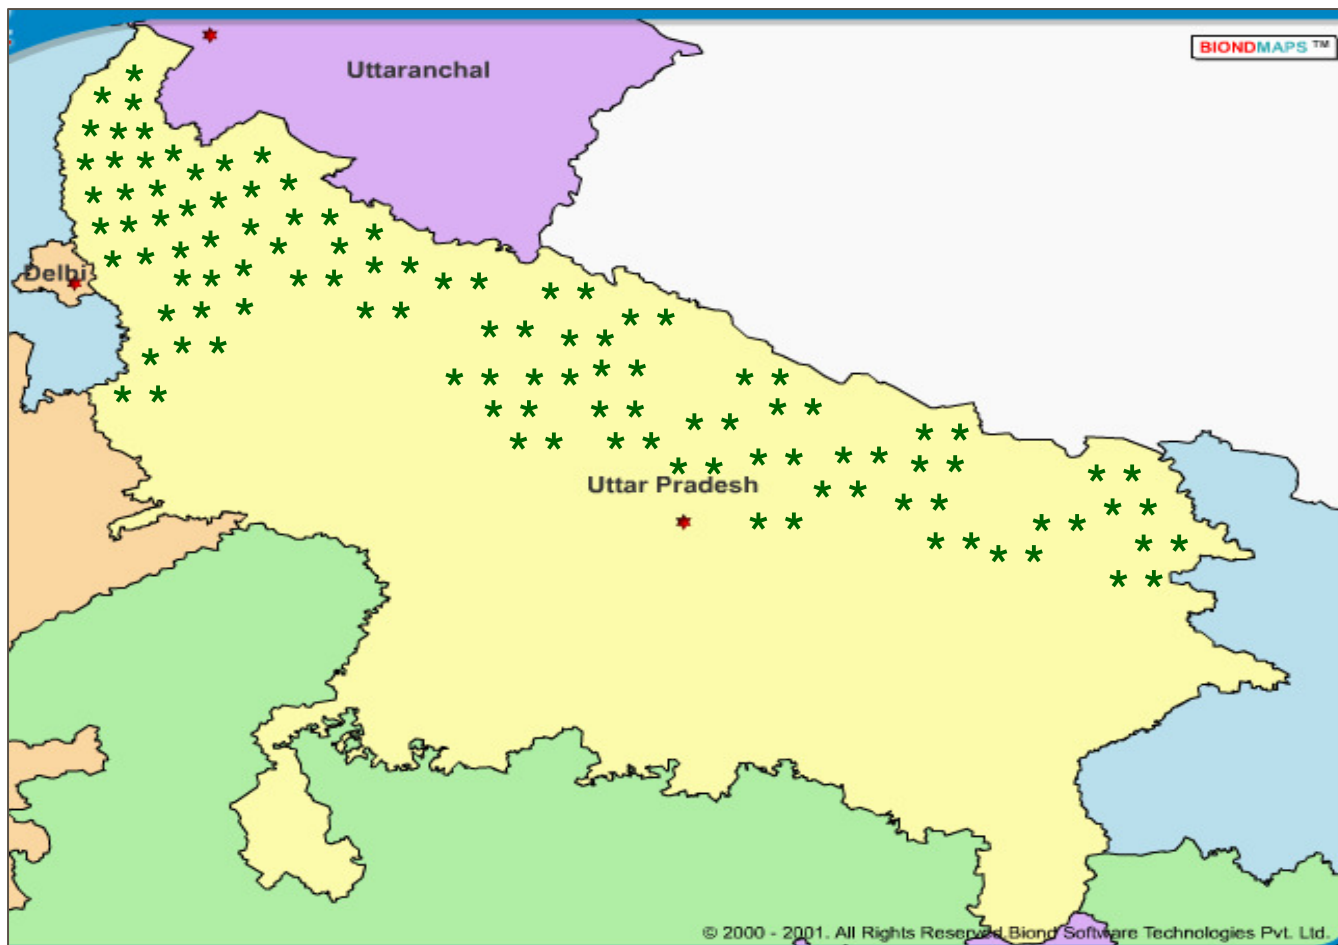 BIONDMAPS ™
Uttaranchal
Delhi
Uttar Pradesh
© 2000 - 2001. All Rights Reserved.Biond Software Technologies Pvt. Ltd.